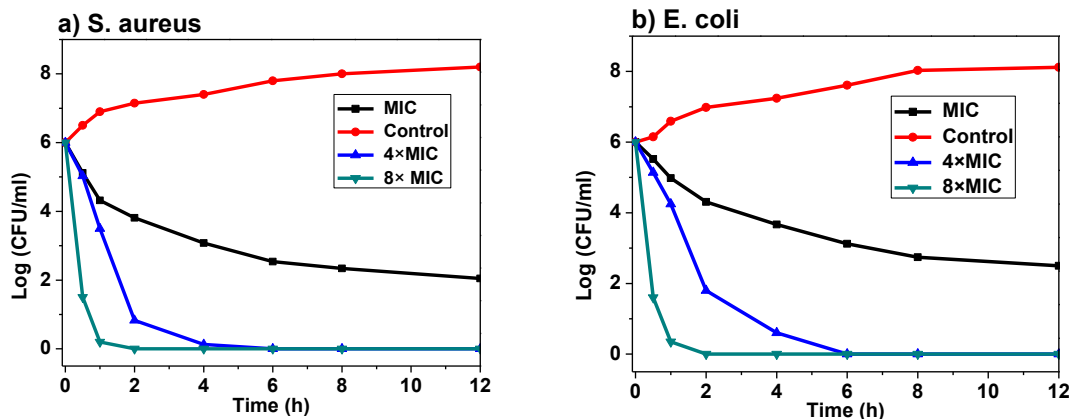 a) S. aureus
Log (CFU/ml)
8
6
4
2
0
MIC
Control
4×MIC
8× MIC
0 2 4 6 8 10 12
Time (h)
b) E. coli
Log (CFU/ml)
8
6
4
2
0
MIC
Control
4×MIC
8×MIC
0 2 4 6 8 10 12
Time (h)